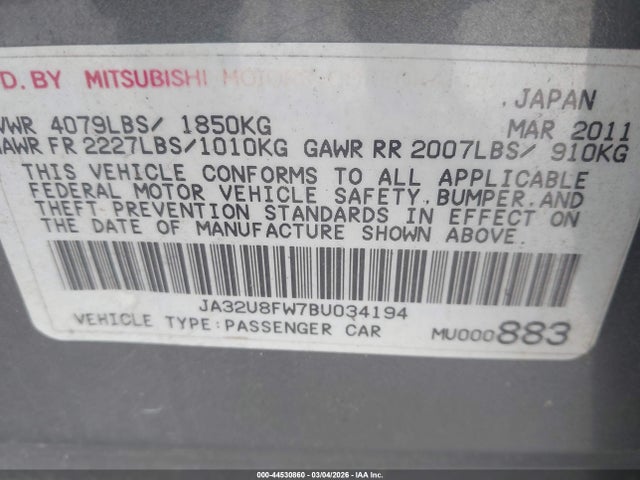 D. BY MITSUBISHI MOTORS
JAPAN
VWR 4079LBS/ 1850KG MAR 2011
AWR FR 2227LBS/1010KG GAWR RR 2007LBS/ 910KG
THIS VEHICLE CONFORMS TO ALL APPLICABLE
FEDERAL MOTOR VEHICLE SAFETY, BUMPER, AND
THEFT PREVENTION STANDARDS IN EFFECT ON
THE DATE OF MANUFACTURE SHOWN ABOVE.
JA32U8FW7BU034194
VEHICLE TYPE:PASSENGER CAR MU000883
000-44530860 - 03/04/2026 - IAA Inc.